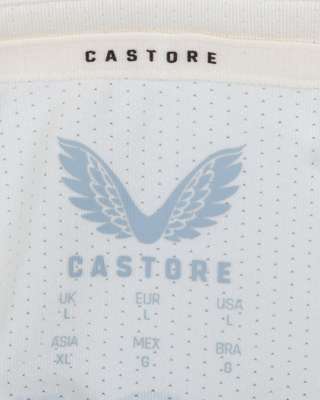 CASTORE
CASTORE
UK EUR USA
L L L
ASIA MEX BRA
XL G G